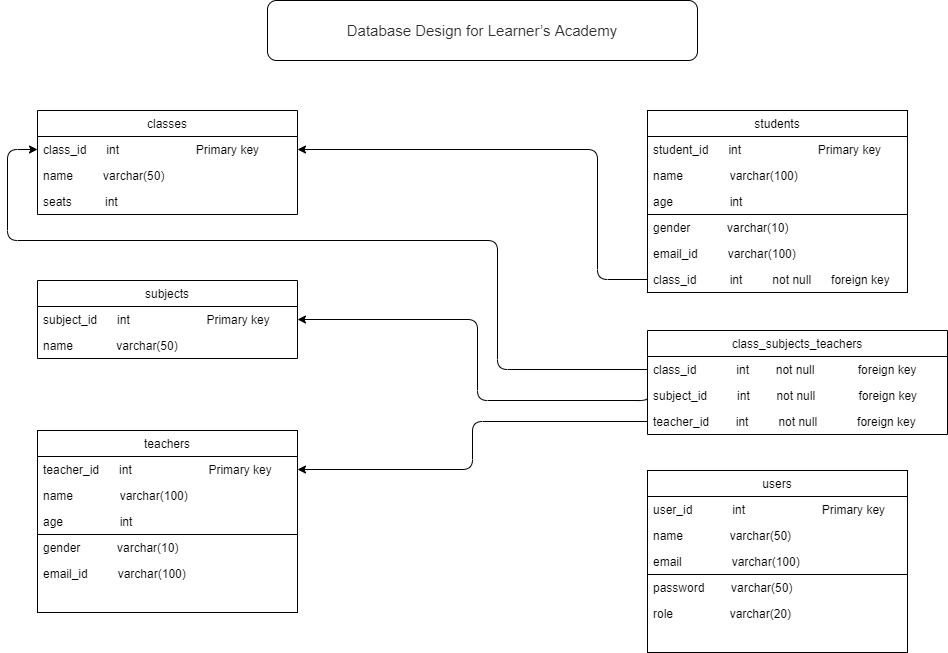 Database Design for Learner's Academy
classes
class_id int Primary key
name varchar(50)
seats int
students
student_id int Primary key
name varchar(100)
age int
gender varchar(10)
email_id varchar(100)
class_id int not null foreign key
subjects
subject_id int Primary key
name varchar(50)
class_subjects_teachers
class_id int not null foreign key
subject_id int not null foreign key
teacher_id int not null foreign key
teachers
teacher_id int Primary key
name varchar(100)
age int
gender varchar(10)
email_id varchar(100)
users
user_id int Primary key
name varchar(50)
email varchar(100)
password varchar(50)
role varchar(20)